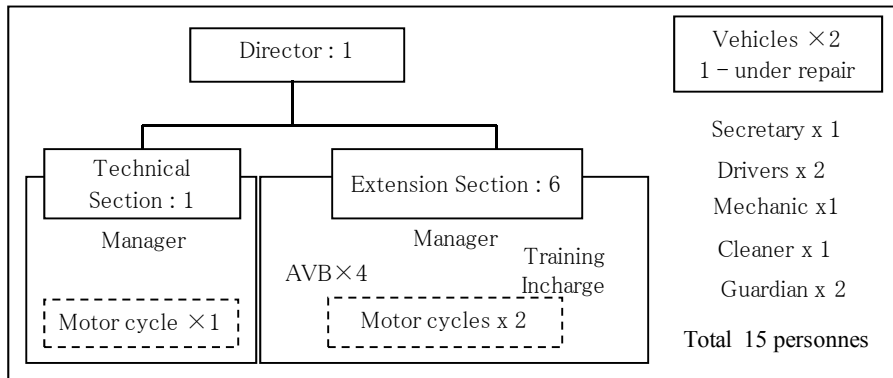 Director : 1
Technical
Section : 1
Manager
Motor cycle ×1
Extension Section : 6
Manager
AVB×4
Training
Incharge
Motor cycles x 2
Vehicles ×2
1－under repair
Secretary x 1
Drivers x 2
Mechanic x1
Cleaner x 1
Guardian x 2
Total 15 personnes